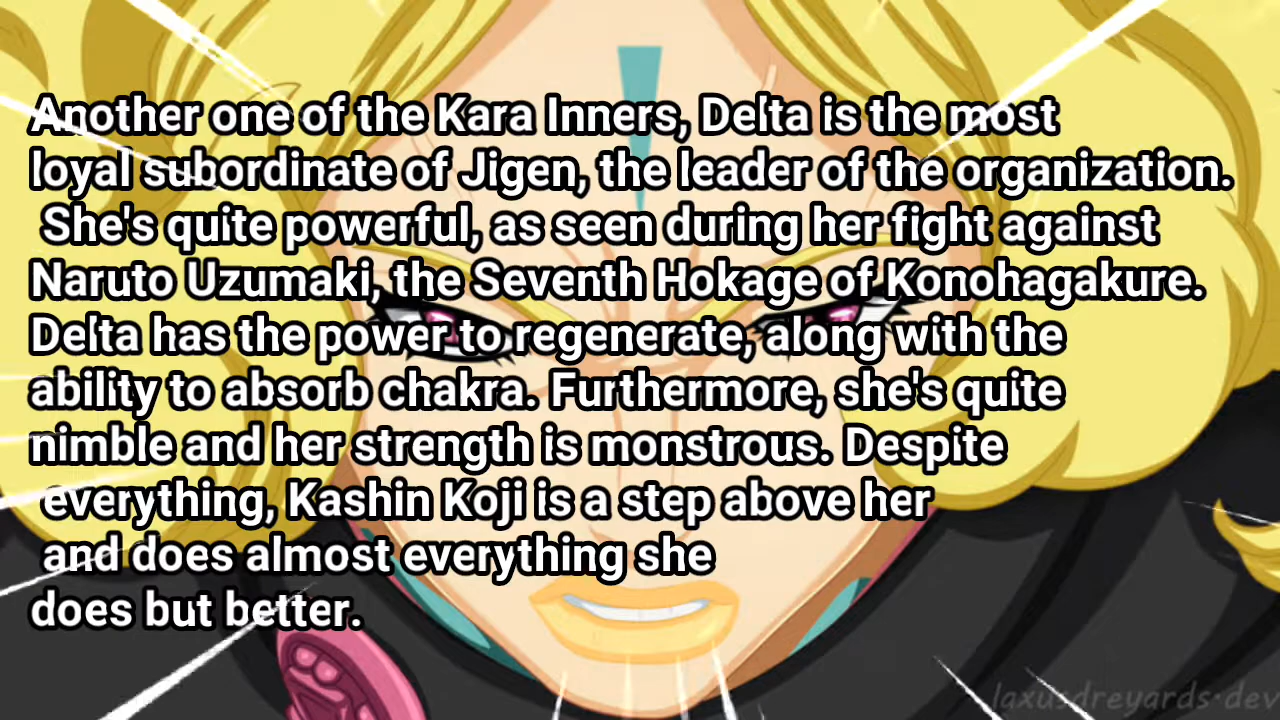 Another one of the Kara Inners, Delta is the most
loyal subordinate of Jigen, the leader of the organization.
She's quite powerful, as seen during her fight against
Naruto Uzumaki, the Seventh Hokage of Konohagakure.
Delta has the power to regenerate, along with the
ability to absorb chakra. Furthermore, she's quite
nimble and her strength is monstrous. Despite
everything, Kashin Koji is a step above her
and does almost everything she
does but better.
laxusdreyards·dev